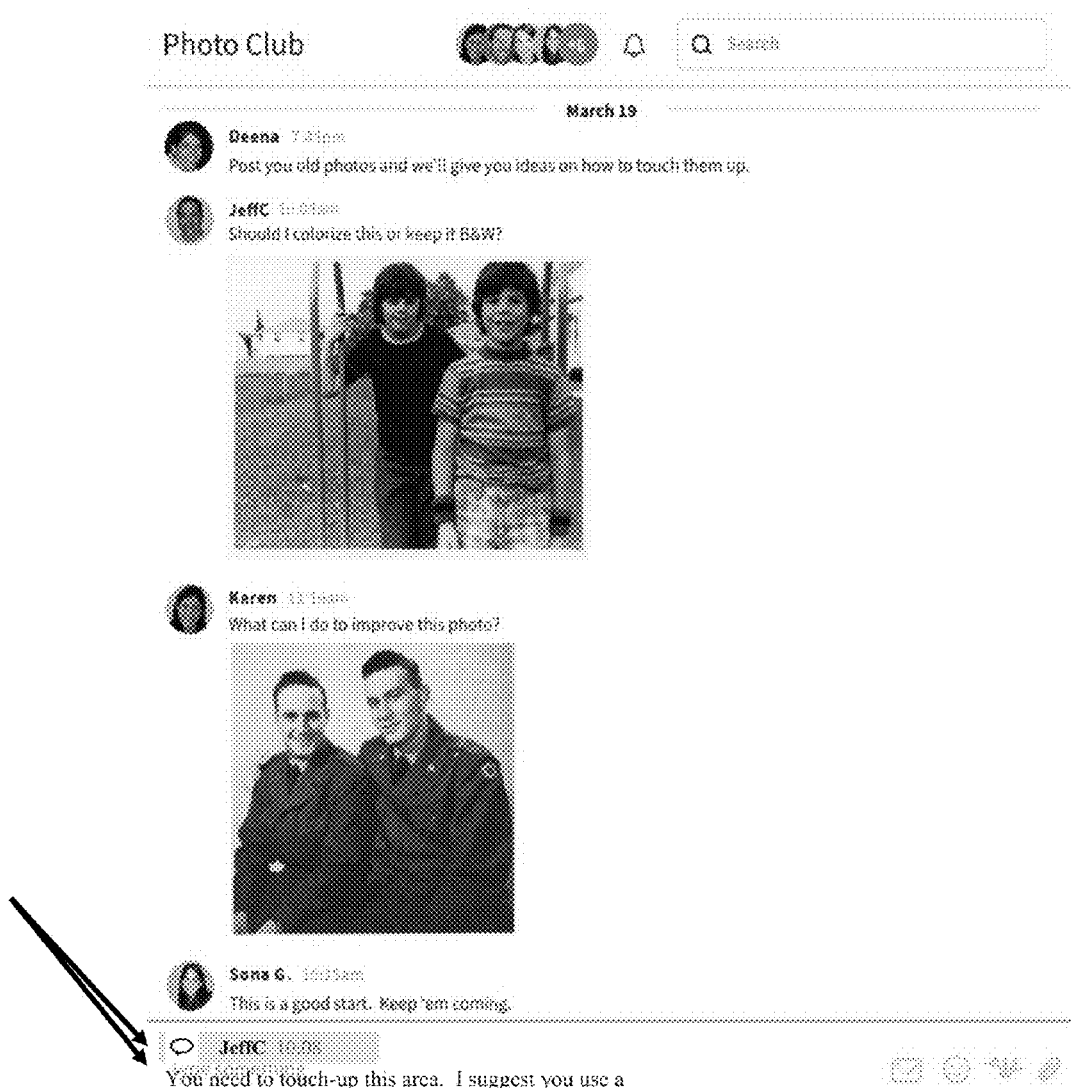 Photo Club
Search
March 19
Deena
Post you old photos and we'll give you ideas on how to touch them up.
JeffC
Should I colorize this or keep it B&W?
Karen
What can I do to improve this photo?
Sona G.
This is a good start. Keep 'em coming.
JeffC 10:08
You need to touch-up this area. I suggest you use a